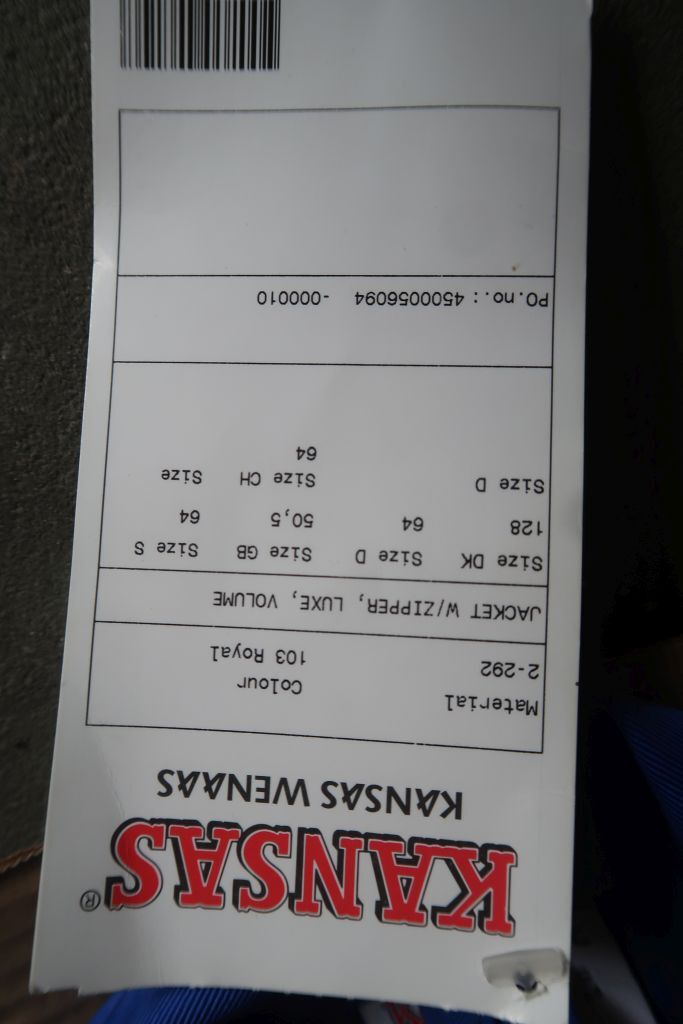 KANSAS®
KANSAS WENAAS
Material Colour
2-292 103 Royal
JACKET W/ZIPPER, LUXE, VOLUME
Size DK Size D Size GB Size S
128 64 50,5 64
Size D Size CH Size
64
PO.no.: 4500056094 -000010